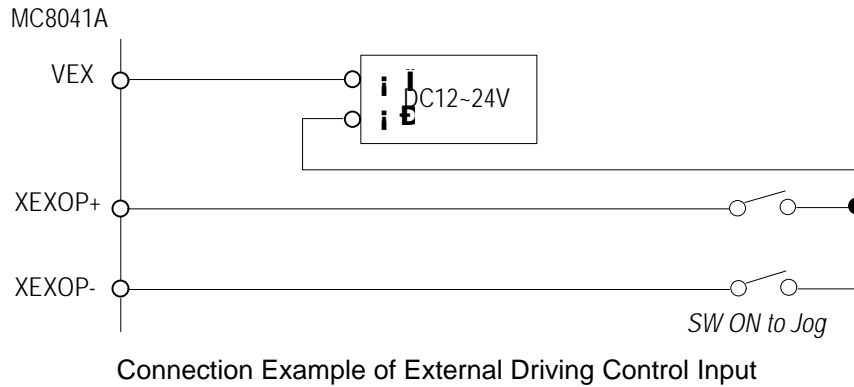 MC8041A
VEX
¡ Ï
DC12~24V
¡ Ð
XEXOP+
XEXOP-
SW ON to Jog
Connection Example of External Driving Control Input